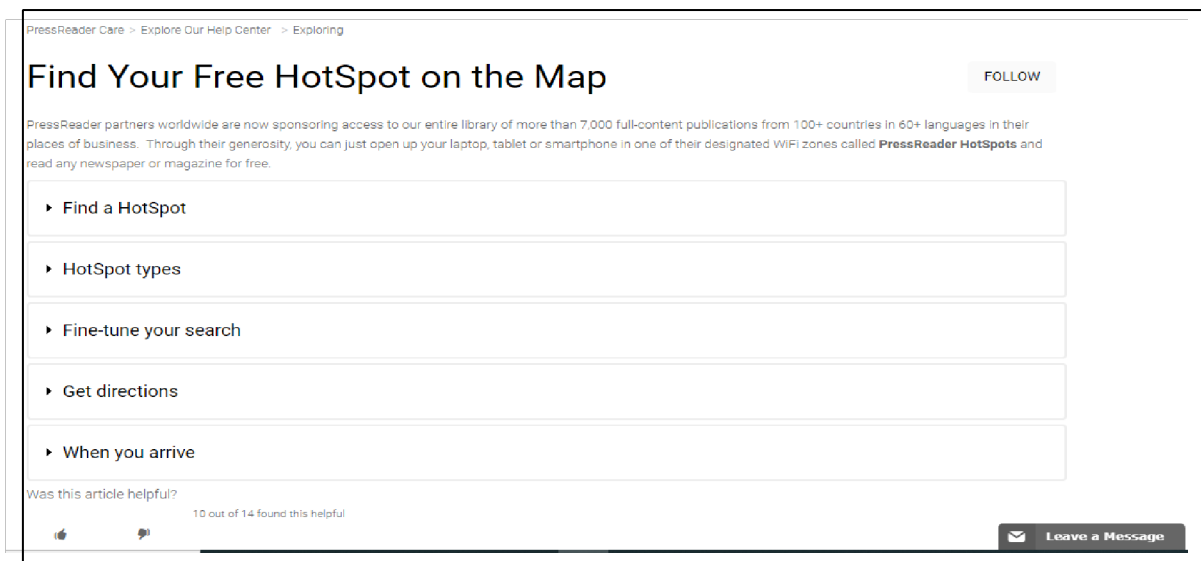 PressReader Care > Explore Our Help Center > Exploring
Find Your Free HotSpot on the Map
FOLLOW
PressReader partners worldwide are now sponsoring access to our entire library of more than 7,000 full-content publications from 100+ countries in 60+ languages in their
places of business. Through their generosity, you can just open up your laptop, tablet or smartphone in one of their designated WiFi zones called PressReader HotSpots and
read any newspaper or magazine for free.
Find a HotSpot
HotSpot types
Fine-tune your search
Get directions
When you arrive
Was this article helpful?
10 out of 14 found this helpful
Leave a Message